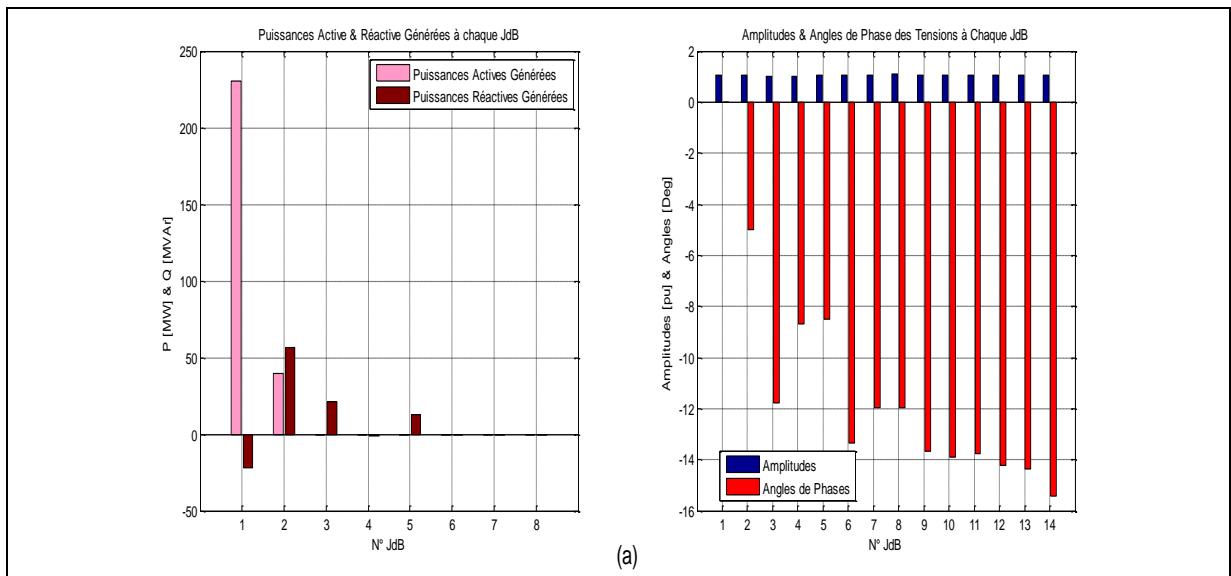 Puissances Active & Réactive Générées à chaque JdB
250
200
150
100
50
0
-50
P [MW] & Q [MVAr]
Puissances Actives Générées
Puissances Réactives Générées
1 2 3 4 5 6 7 8
N° JdB
Amplitudes & Angles de Phase des Tensions à Chaque JdB
2
0
-2
-4
-6
-8
-10
-12
-14
-16
Amplitudes [pu] & Angles [Deg]
Amplitudes
Angles de Phases
1 2 3 4 5 6 7 8 9 10 11 12 13 14
N° JdB
(a)